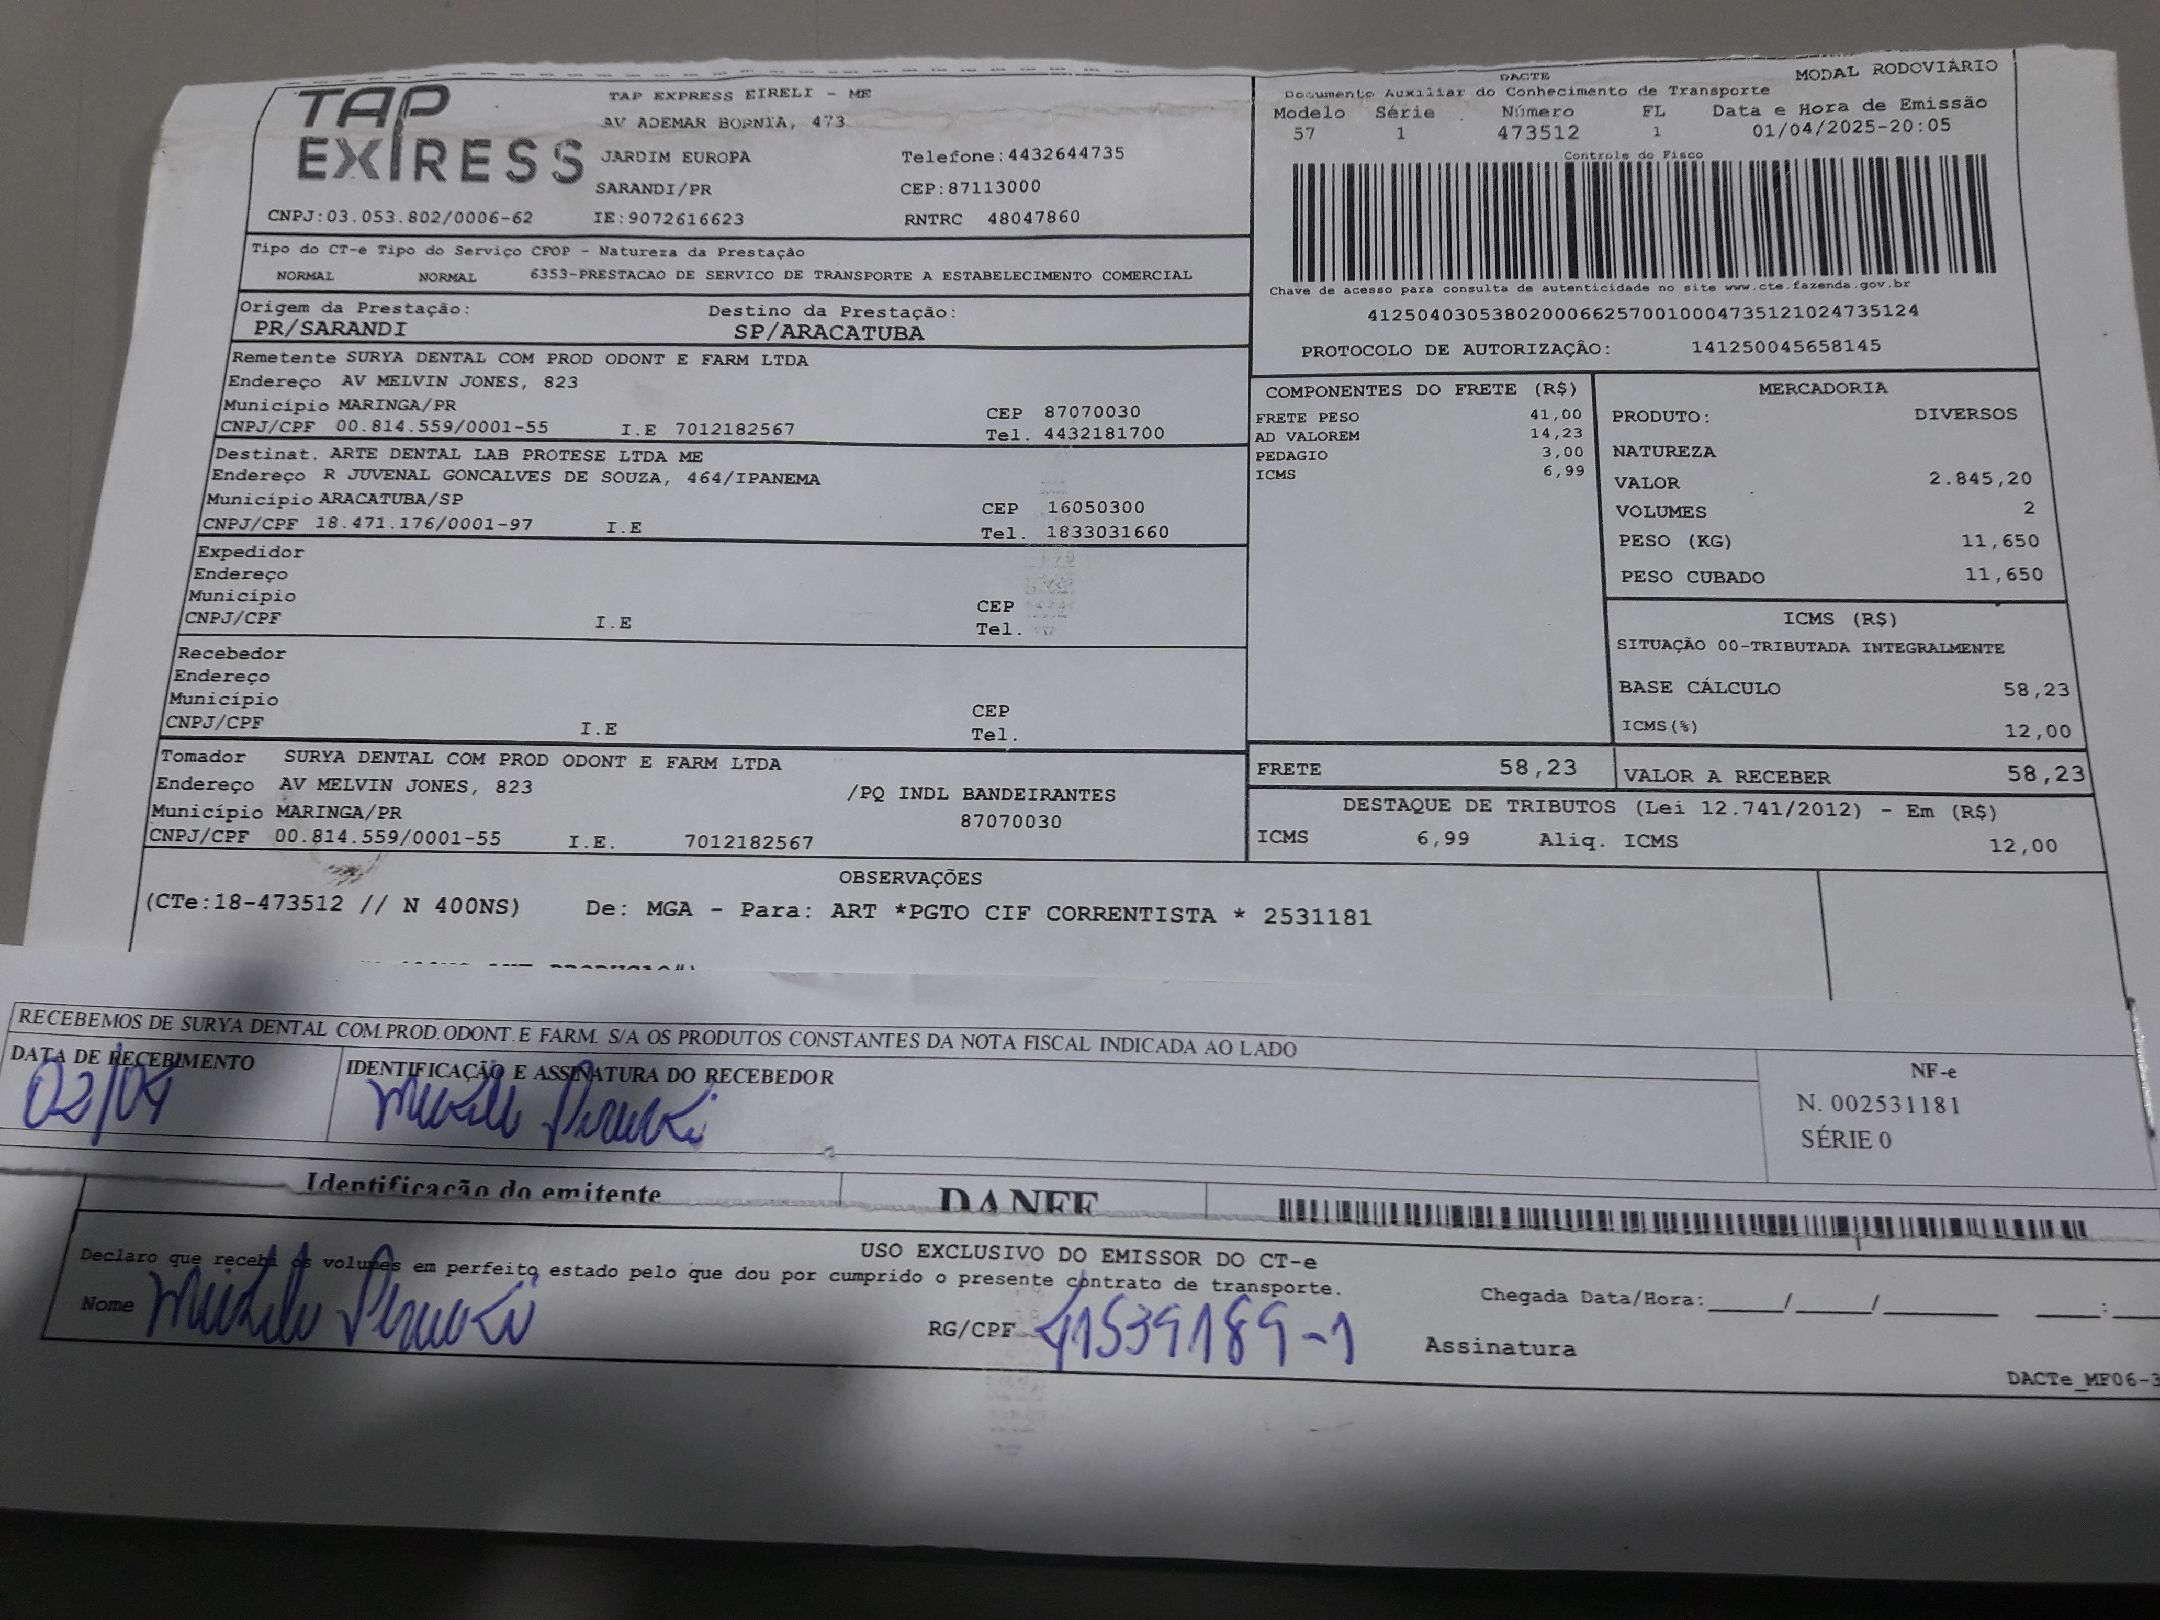 TAP
EXPRESS
TAP EXPRESS EIRELI - ME
AV ADEMAR BORNIA, 473
JARDIM EUROPA Telefone:4432644735
SARANDI/PR CEP:87113000
CNPJ:03.053.802/0006-62 IE:9072616623 RNTRC 48047860
DACTE MODAL RODOVIÁRIO
Documento Auxiliar do Conhecimento de Transporte
Modelo Série Número FL Data e Hora de Emissão
57 1 473512 1 01/04/2025-20:05
Controle do Fisco
Chave de acesso para consulta de autenticidade no site www.cte.fazenda.gov.br
41250403053802000662570010004735121024735124
PROTOCOLO DE AUTORIZAÇÂO: 141250045658145
Tipo do CT-e Tipo do Serviço CFOP - Natureza da Prestação
NORMAL NORMAL 6353-PRESTACAO DE SERVICO DE TRANSPORTE A ESTABELECIMENTO COMERCIAL
Origem da Prestação: Destino da Prestação:
PR/SARANDI SP/ARACATUBA
Remetente SURYA DENTAL COM PROD ODONT E FARM LTDA
Endereço AV MELVIN JONES, 823
Município MARINGA/PR CEP 87070030
CNPJ/CPF 00.814.559/0001-55 I.E 7012182567 Tel. 4432181700
Destinat. ARTE DENTAL LAB PROTESE LTDA ME
Endereço R JUVENAL GONCALVES DE SOUZA, 464/IPANEMA
Município ARACATUBA/SP CEP 16050300
CNPJ/CPF 18.471.176/0001-97 I.E Tel. 1833031660
Expedidor
Endereço
Município CEP
CNPJ/CPF I.E Tel.
Recebedor
Endereço
Município CEP
CNPJ/CPF I.E Tel.
Tomador SURYA DENTAL COM PROD ODONT E FARM LTDA
Endereço AV MELVIN JONES, 823 /PQ INDL BANDEIRANTES
Município MARINGA/PR 87070030
CNPJ/CPF 00.814.559/0001-55 I.E. 7012182567
COMPONENTES DO FRETE (R$)
FRETE PESO 41,00
AD VALOREM 14,23
PEDAGIO 3,00
ICMS 6,99
MERCADORIA
PRODUTO: DIVERSOS
NATUREZA
VALOR 2.845,20
VOLUMES 2
PESO (KG) 11,650
PESO CUBADO 11,650
ICMS (R$)
SITUAÇÃO 00-TRIBUTADA INTEGRALMENTE
BASE CÁLCULO 58,23
ICMS(%) 12,00
FRETE 58,23 VALOR A RECEBER 58,23
DESTAQUE DE TRIBUTOS (Lei 12.741/2012) - Em (R$)
ICMS 6,99 Aliq. ICMS 12,00
OBSERVAÇÕES
(CTe:18-473512 // N 400NS) De: MGA - Para: ART *PGTO CIF CORRENTISTA * 2531181
RECEBEMOS DE SURYA DENTAL COM.PROD.ODONT.E FARM. S/A OS PRODUTOS CONSTANTES DA NOTA FISCAL INDICADA AO LADO
DATA DE RECEBIMENTO IDENTIFICAÇÃO E ASSINATURA DO RECEBEDOR
02/04
NF-e
N. 002531181
SÉRIE 0
Identificação do emitente DANFE
USO EXCLUSIVO DO EMISSOR DO CT-e
Declaro que recebi os volumes em perfeito estado pelo que dou por cumprido o presente contrato de transporte.
Nome RG/CPF 41539189-1 Chegada Data/Hora:_____/_____/_________ ____:
Assinatura
DACTe_MF06-3